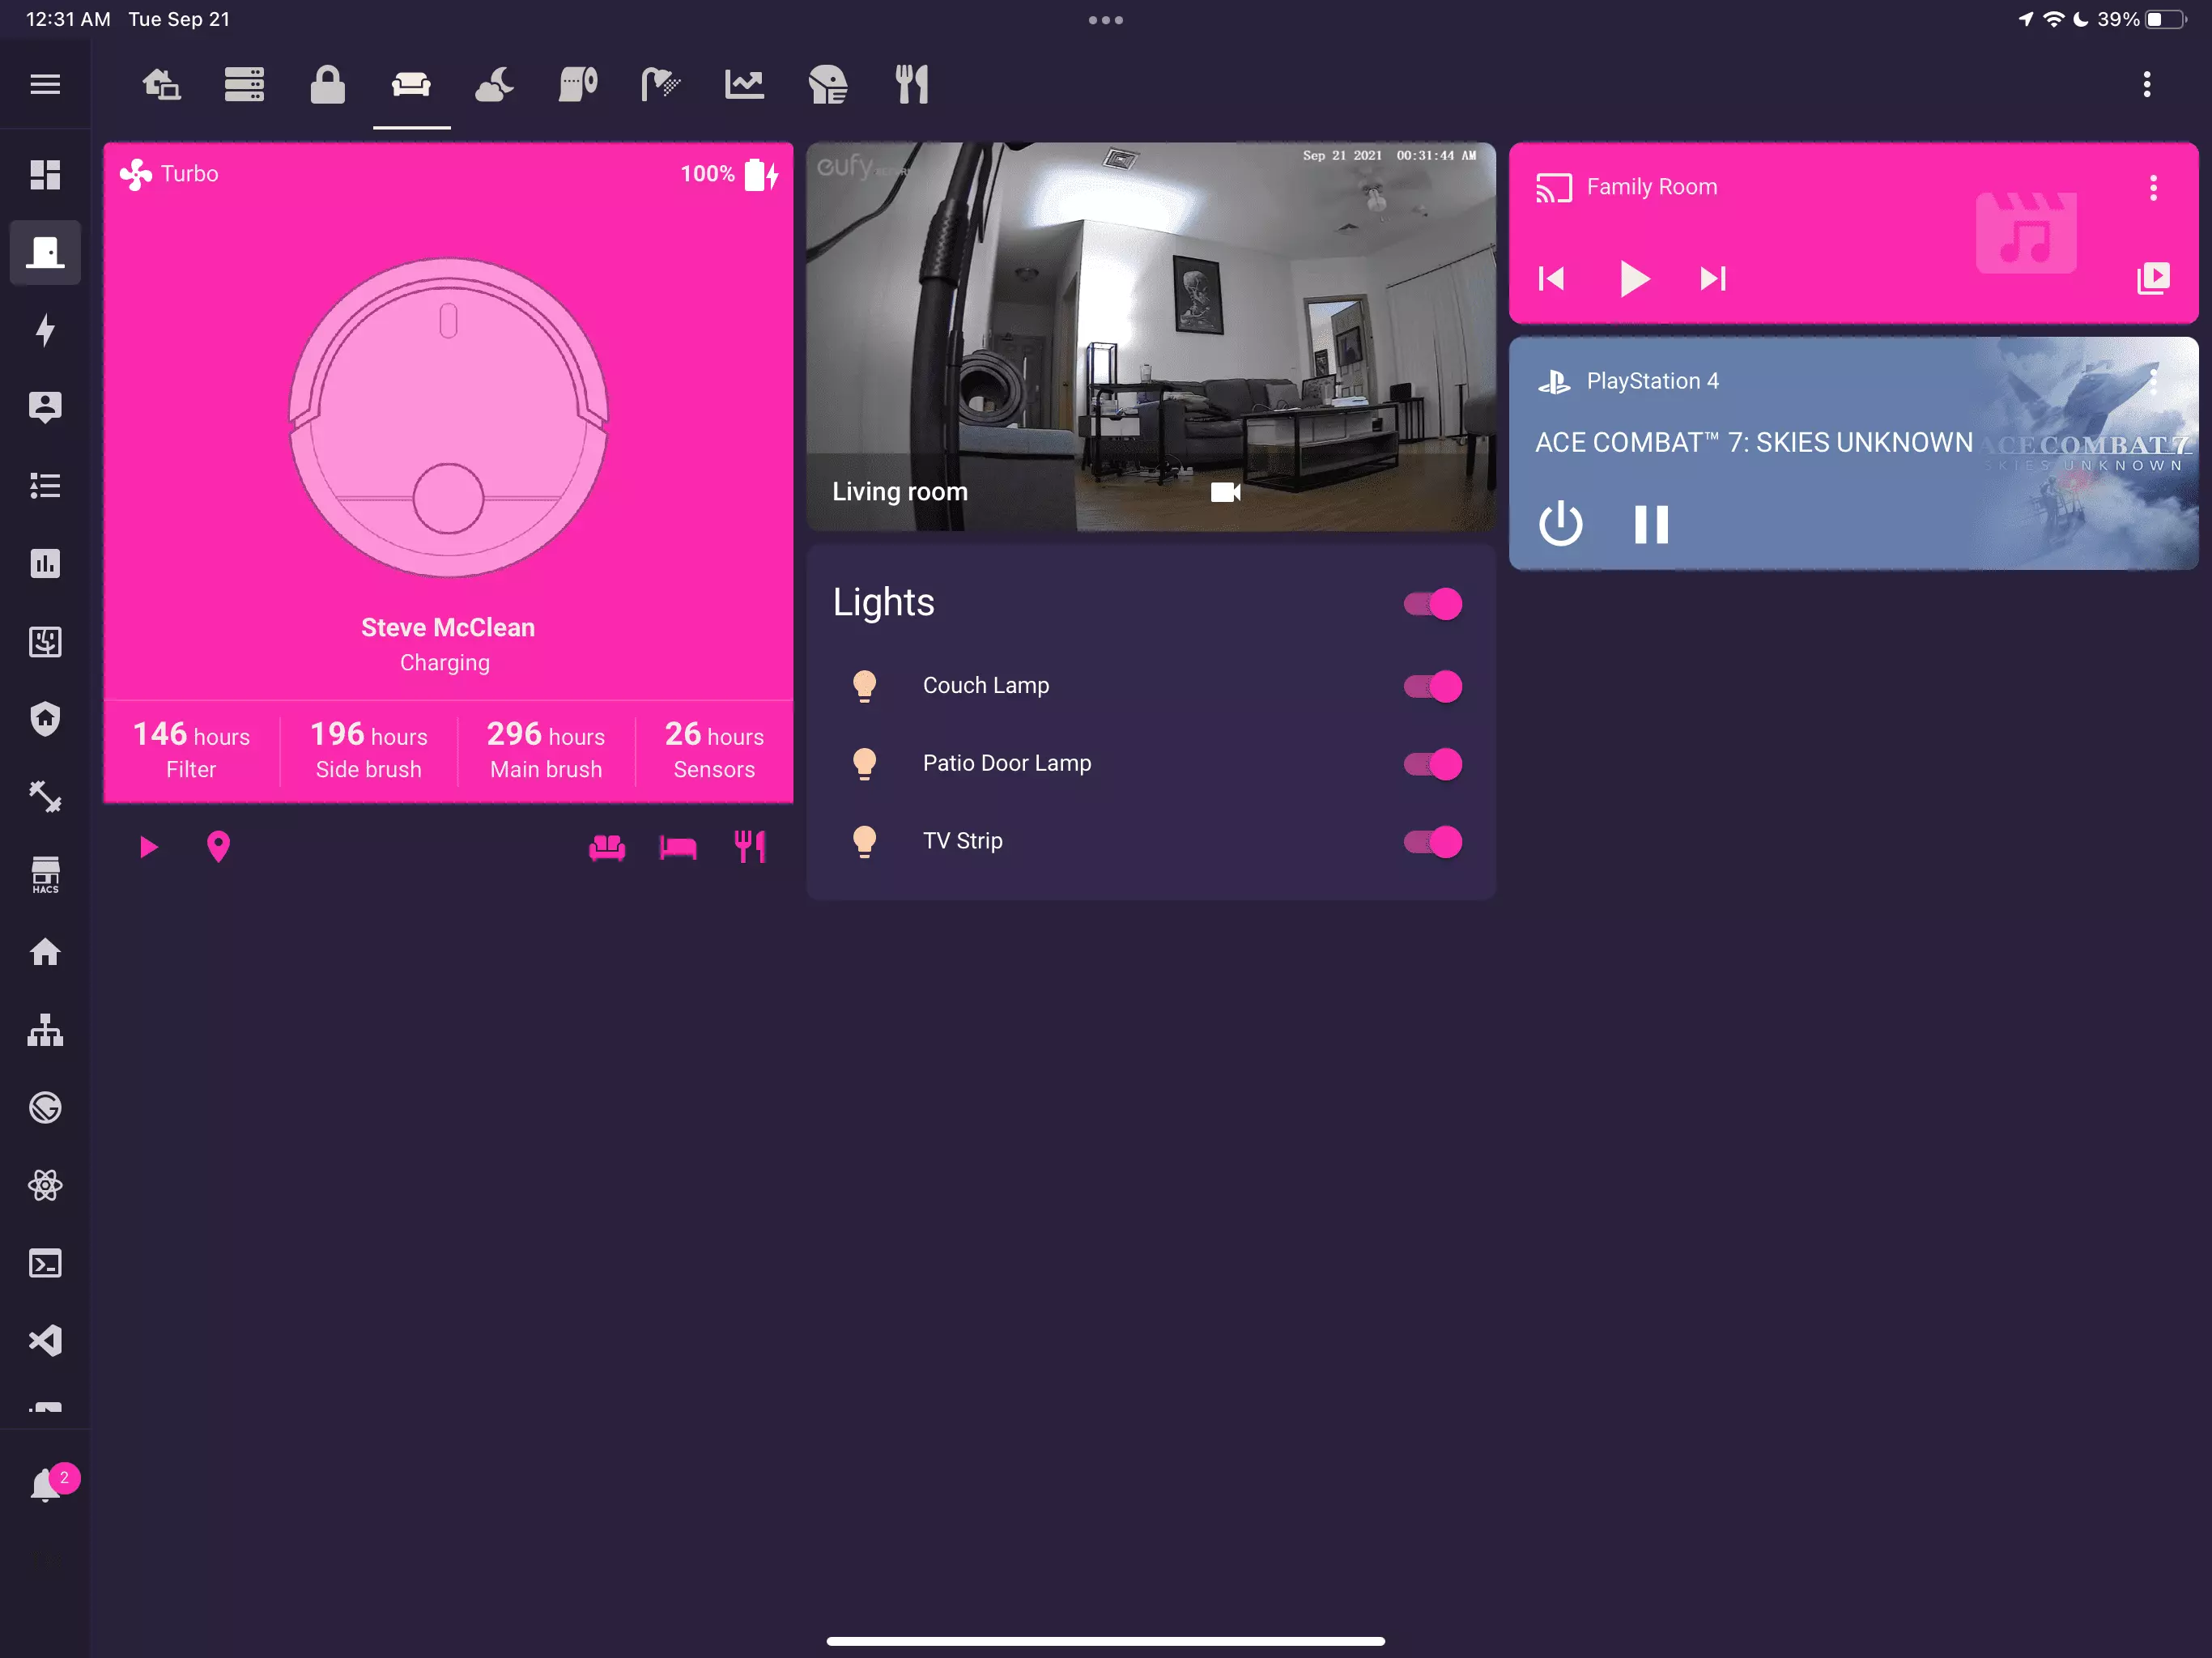 12:31 AM Tue Sep 21
39%
Turbo
100%
Steve McClean
Charging
146 hours
Filter
196 hours
Side brush
296 hours
Main brush
26 hours
Sensors
eufy
Sep 21 2021 00:31:44 AM
Living room
Lights
Couch Lamp
Patio Door Lamp
TV Strip
Family Room
PlayStation 4
ACE COMBAT™ 7: SKIES UNKNOWN
ACE COMBAT 7
SKIES UNKNOWN
HACS
2